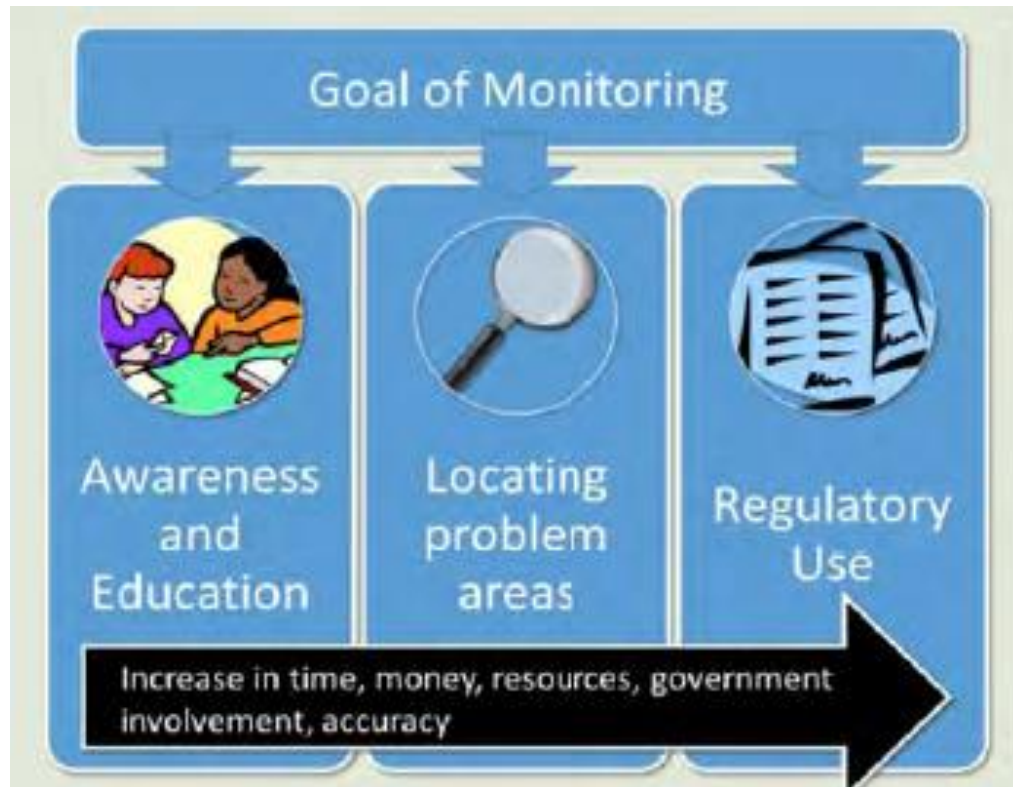 Goal of Monitoring
Awareness
and
Education
Locating
problem
areas
Regulatory
Use
Increase in time, money, resources, government
involvement, accuracy